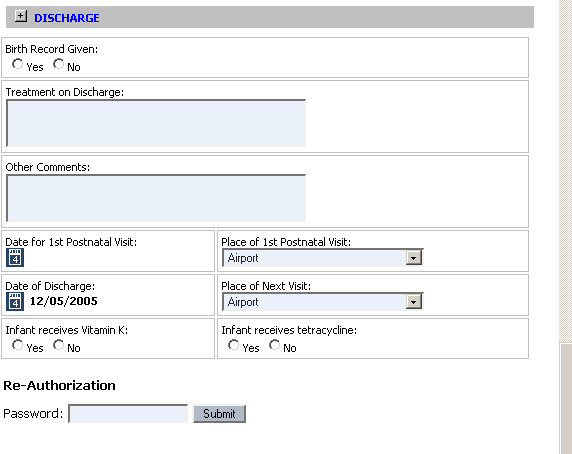 DISCHARGE
Birth Record Given:
Yes No
Treatment on Discharge:
Other Comments:
Date for 1st Postnatal Visit: Place of 1st Postnatal Visit:
4 Airport
Date of Discharge: Place of Next Visit:
4 12/05/2005 Airport
Infant receives Vitamin K: Infant receives tetracycline:
Yes No Yes No
Re-Authorization
Password: Submit